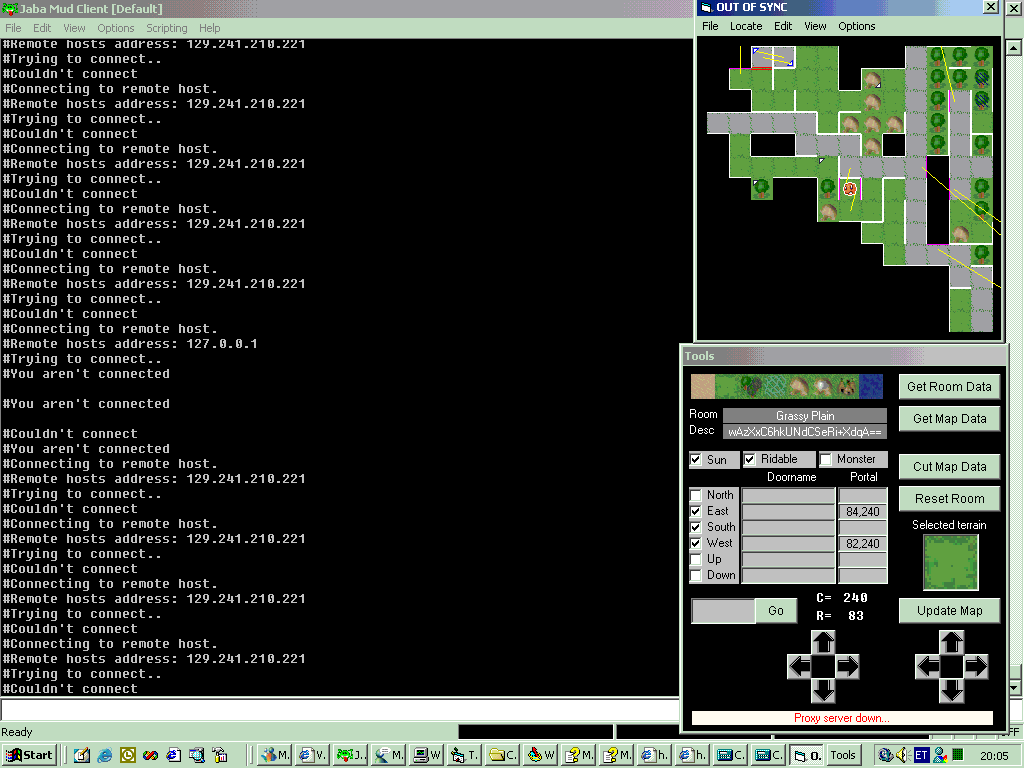 Jaba Mud Client [Default]
File Edit View Options Scripting Help
#Remote hosts address: 129.241.210.221
#Trying to connect..
#Couldn't connect
#Connecting to remote host.
#Remote hosts address: 129.241.210.221
#Trying to connect..
#Couldn't connect
#Connecting to remote host.
#Remote hosts address: 129.241.210.221
#Trying to connect..
#Couldn't connect
#Connecting to remote host.
#Remote hosts address: 129.241.210.221
#Trying to connect..
#Couldn't connect
#Connecting to remote host.
#Remote hosts address: 129.241.210.221
#Trying to connect..
#Couldn't connect
#Connecting to remote host.
#Remote hosts address: 127.0.0.1
#Trying to connect..
#You aren't connected
#You aren't connected
#Couldn't connect
#You aren't connected
#Connecting to remote host.
#Remote hosts address: 129.241.210.221
#Trying to connect..
#Couldn't connect
#Connecting to remote host.
#Remote hosts address: 129.241.210.221
#Trying to connect..
#Couldn't connect
#Connecting to remote host.
#Remote hosts address: 129.241.210.221
#Trying to connect..
#Couldn't connect
#Connecting to remote host.
#Remote hosts address: 129.241.210.221
#Trying to connect..
#Couldn't connect
Ready
OUT OF SYNC
File Locate Edit View Options
Tools
Room Grassy Plain
Desc wAzXxC6hkUNdCSeRi+XdqA==
Sun Ridable Monster
Doorname Portal
North
East 84,240
South
West 82,240
Up
Down
Go
C= 240
R= 83
Get Room Data
Get Map Data
Cut Map Data
Reset Room
Selected terrain
Update Map
Proxy server down...
Start M. V. J.. M. W T. C. W M. M. h. h. C. C. O. Tools ET 20:05